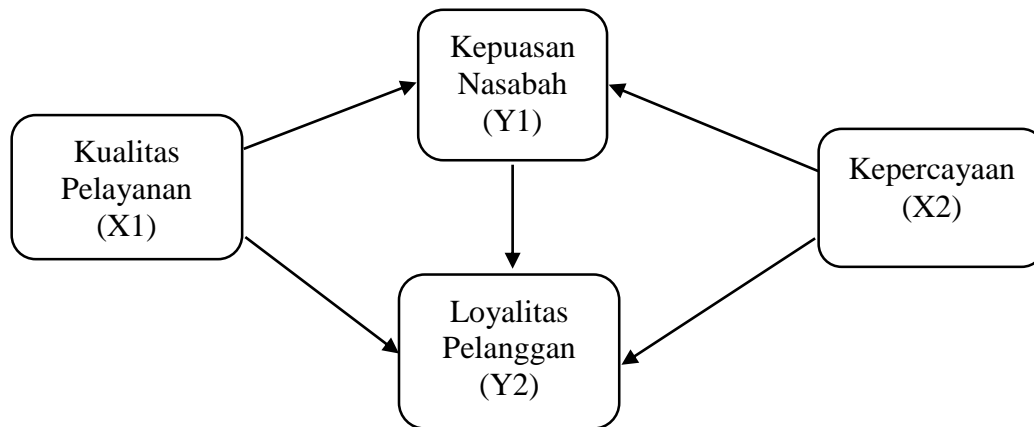 Kepuasan
Nasabah
(Y1)
Kualitas
Pelayanan
(X1)
Kepercayaan
(X2)
Loyalitas
Pelanggan
(Y2)